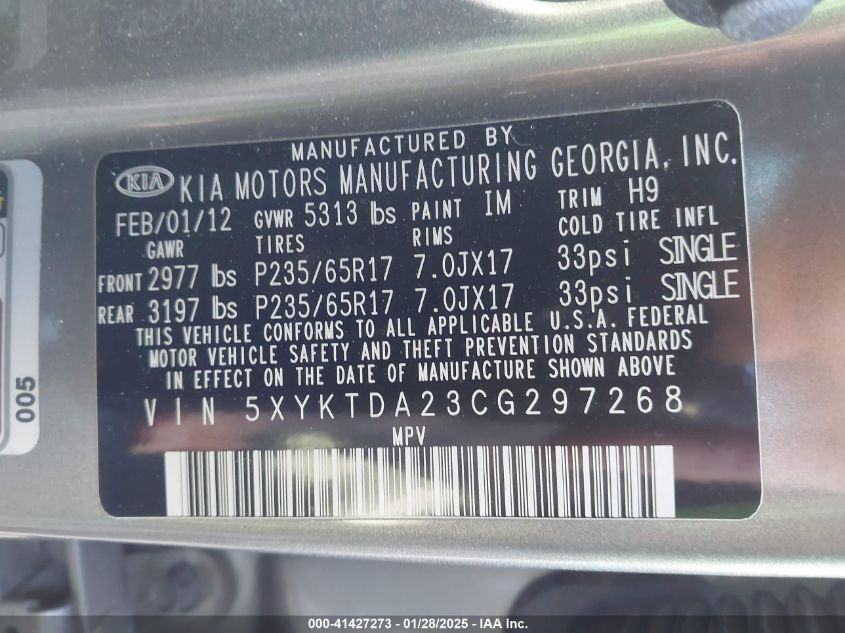 MANUFACTURED BY
KIA KIA MOTORS MANUFACTURING GEORGIA, INC.
FEB/01/12 GVWR 5313 lbs PAINT IM TRIM H9
GAWR TIRES RIMS COLD TIRE INFL
FRONT 2977 lbs P235/65R17 7.0JX17 33psi SINGLE
REAR 3197 lbs P235/65R17 7.0JX17 33psi SINGLE
THIS VEHICLE CONFORMS TO ALL APPLICABLE U.S.A. FEDERAL
MOTOR VEHICLE SAFETY AND THEFT PREVENTION STANDARDS
IN EFFECT ON THE DATE OF MANUFACTURE SHOWN ABOVE
VIN 5XYKTDA23CG297268
MPV
005
000-41427273 - 01/28/2025 - IAA Inc.